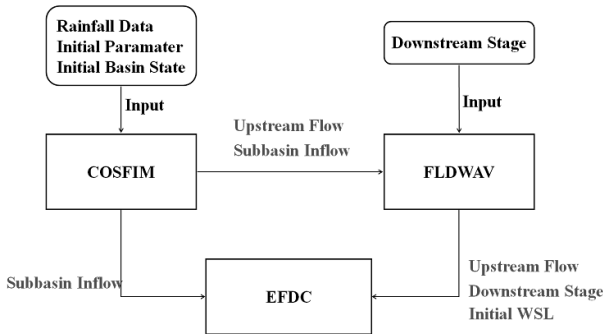 Rainfall Data
Initial Paramater
Initial Basin State
Downstream Stage
Input
Input
Upstream Flow
Subbasin Inflow
COSFIM
FLDWAV
Subbasin Inflow
EFDC
Upstream Flow
Downstream Stage
Initial WSL